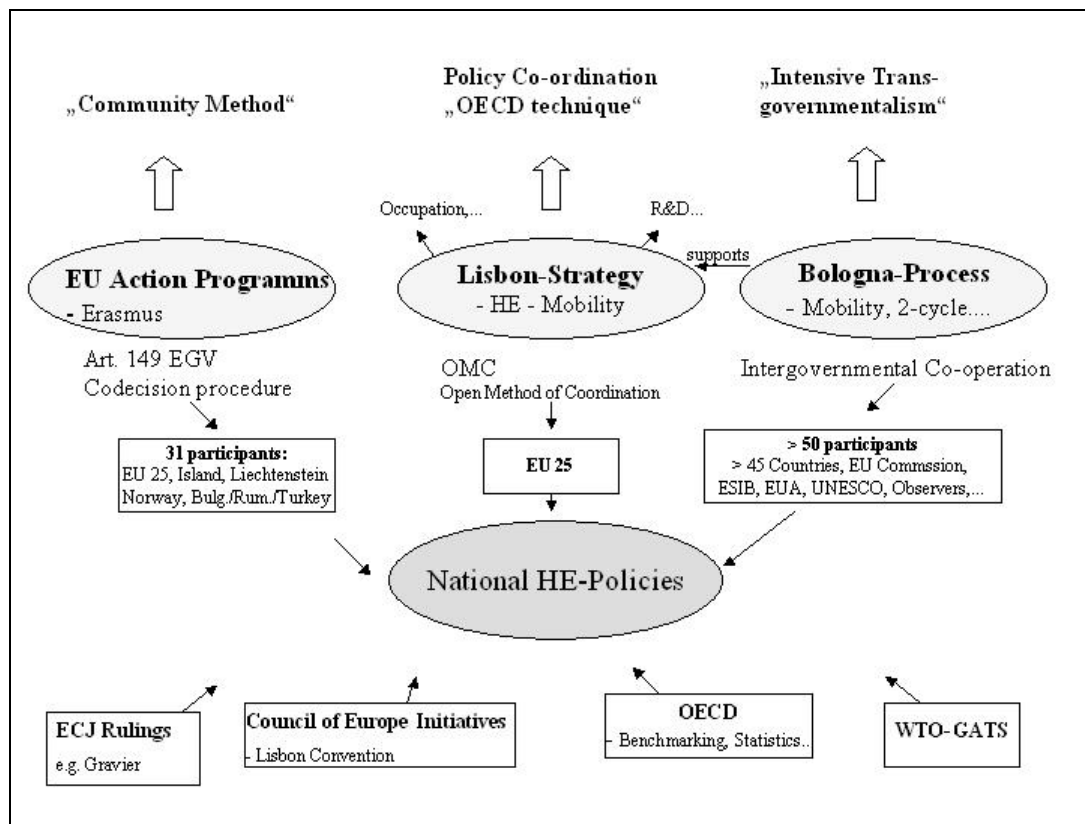 „Community Method“
Policy Co-ordination
„OECD technique“
„Intensive Trans-
governmentalism“
Occupation,...
R&D...
EU Action Programms
- Erasmus
Lisbon-Strategy
- HE - Mobility
supports
Bologna-Process
- Mobility, 2-cycle....
Art. 149 EGV
Codecision procedure
OMC
Open Method of Coordination
Intergovernmental Co-operation
31 participants:
EU 25, Island, Liechtenstein
Norway, Bulg./Rum./Turkey
EU 25
> 50 participants
> 45 Countries, EU Commssion,
ESIB, EUA, UNESCO, Observers,...
National HE-Policies
ECJ Rulings
e.g. Gravier
Council of Europe Initiatives
- Lisbon Convention
OECD
- Benchmarking, Statistics..
WTO-GATS